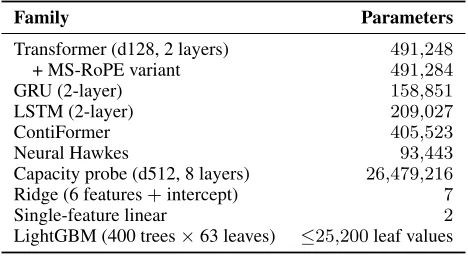 Family Parameters
Transformer (d128, 2 layers) 491,248
+ MS-RoPE variant 491,284
GRU (2-layer) 158,851
LSTM (2-layer) 209,027
ContiFormer 405,523
Neural Hawkes 93,443
Capacity probe (d512, 8 layers) 26,479,216
Ridge (6 features + intercept) 7
Single-feature linear 2
LightGBM (400 trees × 63 leaves) ≤25,200 leaf values